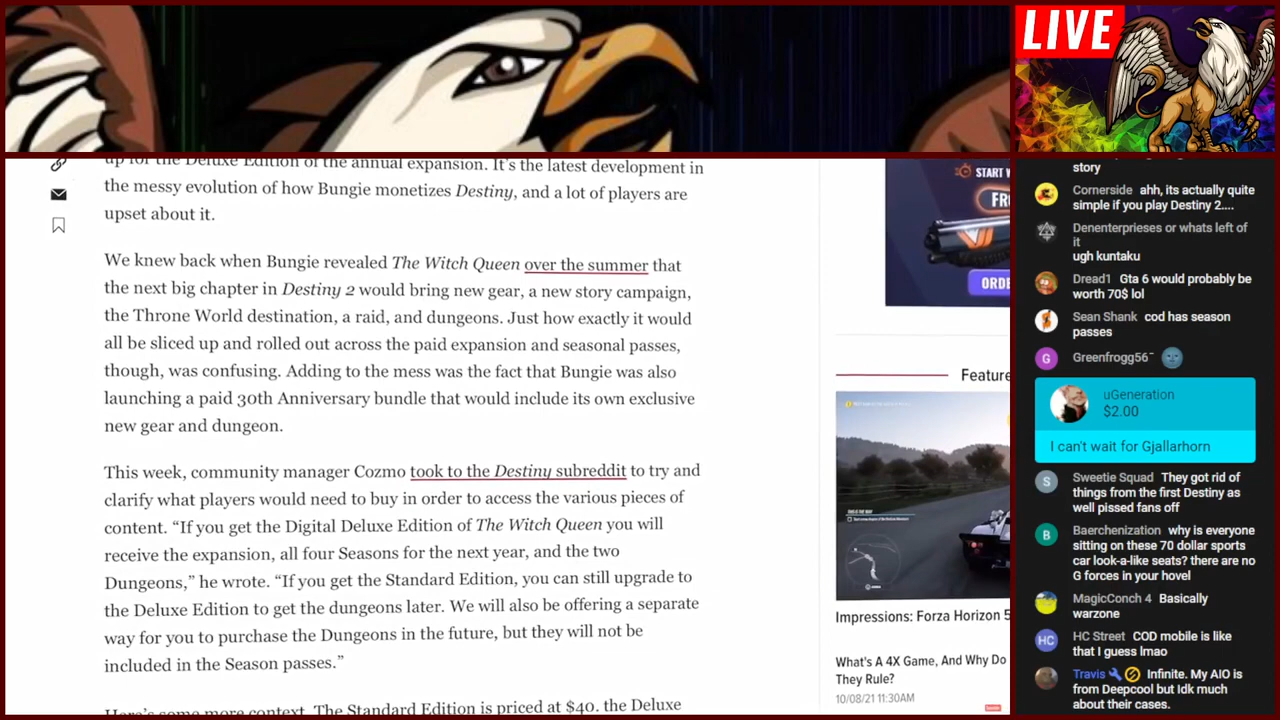 LIVE
up for the Deluxe Edition of the annual expansion. It's the latest development in
the messy evolution of how Bungie monetizes Destiny, and a lot of players are
upset about it.
We knew back when Bungie revealed The Witch Queen over the summer that
the next big chapter in Destiny 2 would bring new gear, a new story campaign,
the Throne World destination, a raid, and dungeons. Just how exactly it would
all be sliced up and rolled out across the paid expansion and seasonal passes,
though, was confusing. Adding to the mess was the fact that Bungie was also
launching a paid 30th Anniversary bundle that would include its own exclusive
new gear and dungeon.
This week, community manager Cozmo took to the Destiny subreddit to try and
clarify what players would need to buy in order to access the various pieces of
content. “If you get the Digital Deluxe Edition of The Witch Queen you will
receive the expansion, all four Seasons for the next year, and the two
Dungeons,” he wrote. “If you get the Standard Edition, you can still upgrade to
the Deluxe Edition to get the dungeons later. We will also be offering a separate
way for you to purchase the Dungeons in the future, but they will not be
included in the Season passes.”
Here's some more context. The Standard Edition is priced at $40. the Deluxe
START
FR
ORDE
Feature
Impressions: Forza Horizon 5
What's A 4X Game, And Why Do
They Rule?
10/08/21 11:30AM
story
Cornerside ahh, its actually quite
simple if you play Destiny 2....
Denenterprieses or whats left of
it
ugh kuntaku
Dread1 Gta 6 would probably be
worth 70$ lol
Sean Shank cod has season
passes
G Greenfrogg56
uGeneration
$2.00
I can't wait for Gjallarhorn
S Sweetie Squad They got rid of
things from the first Destiny as
well pissed fans off
B Baerchenization why is everyone
sitting on these 70 dollar sports
car look-a-like seats? there are no
G forces in your hovel
MagicConch 4 Basically
warzone
HC HC Street COD mobile is like
that I guess lmao
Travis Infinite. My AIO is
from Deepcool but Idk much
about their cases.